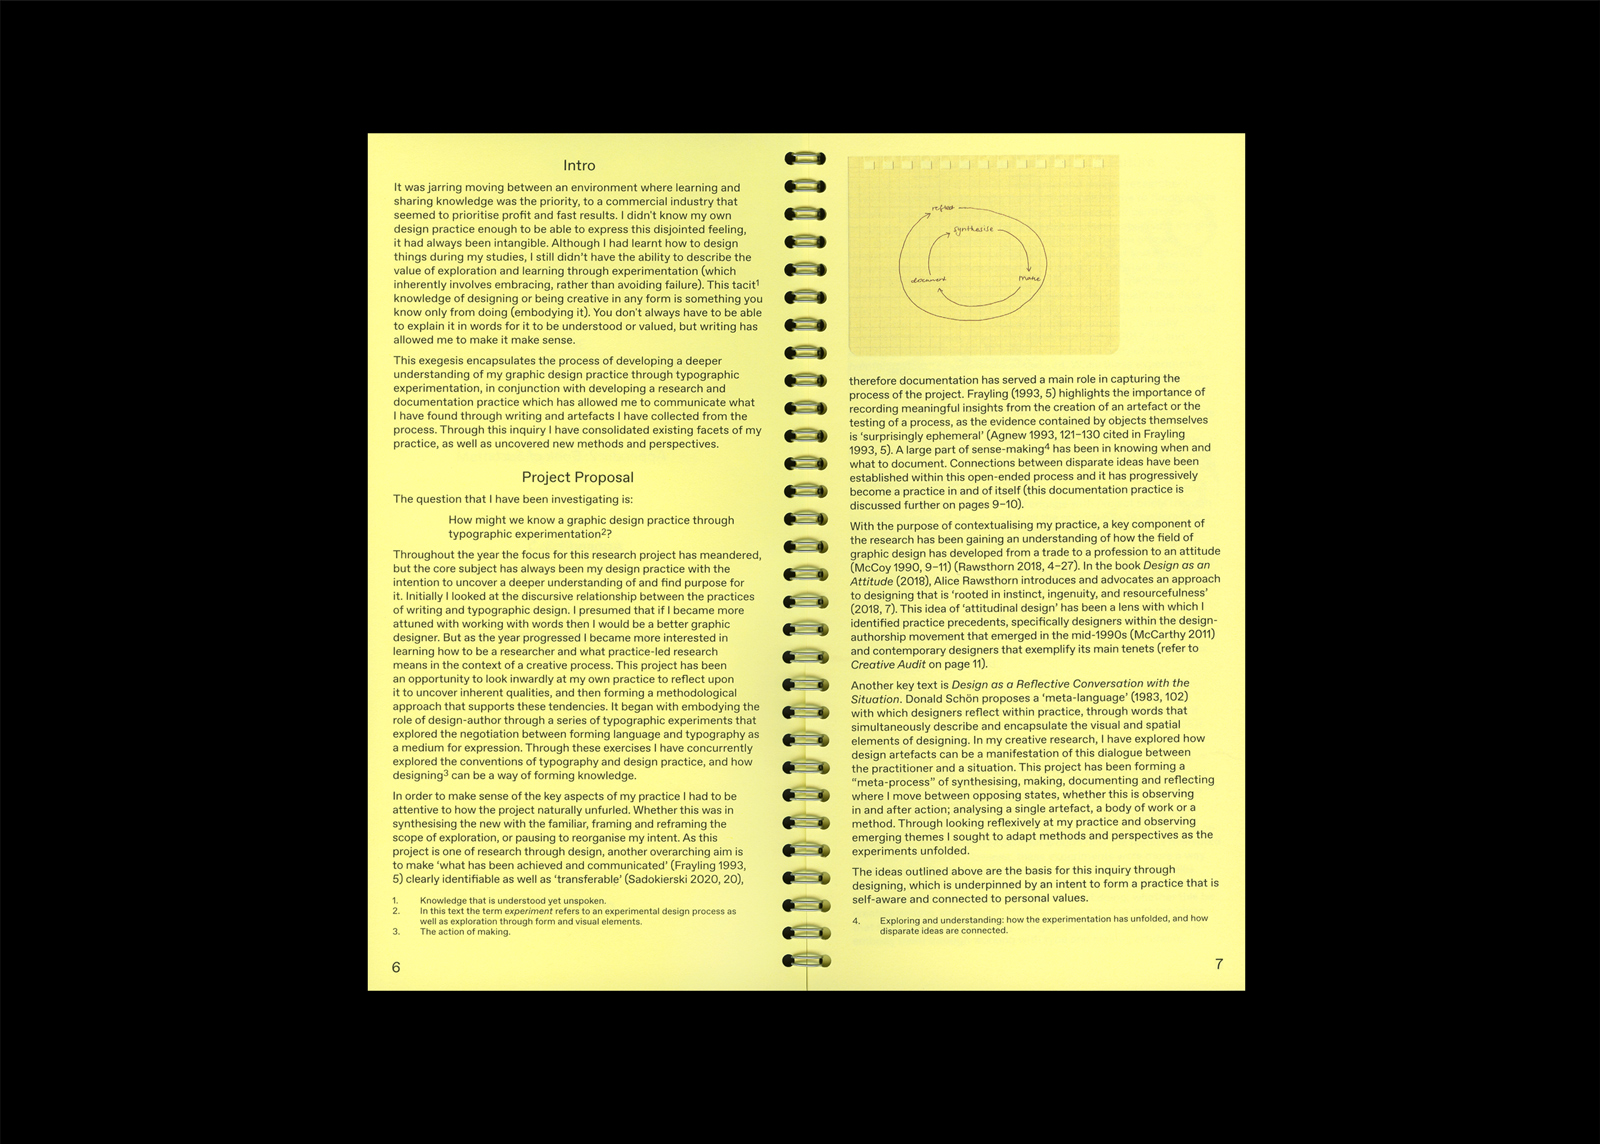 Intro
It was jarring moving between an environment where learning and
sharing knowledge was the priority, to a commercial industry that
seemed to prioritise profit and fast results. I didn't know my own
design practice enough to be able to express this disjointed feeling,
it had always been intangible. Although I had learnt how to design
things during my studies, I still didn't have the ability to describe the
value of exploration and learning through experimentation (which
inherently involves embracing, rather than avoiding failure). This tacit¹
knowledge of designing or being creative in any form is something you
know only from doing (embodying it). You don't always have to be able
to explain it in words for it to be understood or valued, but writing has
allowed me to make it make sense.
This exegesis encapsulates the process of developing a deeper
understanding of my graphic design practice through typographic
experimentation, in conjunction with developing a research and
documentation practice which has allowed me to communicate what
I have found through writing and artefacts I have collected from the
process. Through this inquiry I have consolidated existing facets of my
practice, as well as uncovered new methods and perspectives.
Project Proposal
The question that I have been investigating is:
How might we know a graphic design practice through
typographic experimentation²?
Throughout the year the focus for this research project has meandered,
but the core subject has always been my design practice with the
intention to uncover a deeper understanding of and find purpose for
it. Initially I looked at the discursive relationship between the practices
of writing and typographic design. I presumed that if I became more
attuned with working with words then I would be a better graphic
designer. But as the year progressed I became more interested in
learning how to be a researcher and what practice-led research
means in the context of a creative process. This project has been
an opportunity to look inwardly at my own practice to reflect upon
it to uncover inherent qualities, and then forming a methodological
approach that supports these tendencies. It began with embodying the
role of design-author through a series of typographic experiments that
explored the negotiation between forming language and typography as
a medium for expression. Through these exercises I have concurrently
explored the conventions of typography and design practice, and how
designing³ can be a way of forming knowledge.
In order to make sense of the key aspects of my practice I had to be
attentive to how the project naturally unfurled. Whether this was in
synthesising the new with the familiar, framing and reframing the
scope of exploration, or pausing to reorganise my intent. As this
project is one of research through design, another overarching aim is
to make ‘what has been achieved and communicated’ (Frayling 1993,
5) clearly identifiable as well as ‘transferable’ (Sadokierski 2020, 20),
1. Knowledge that is understood yet unspoken.
2. In this text the term experiment refers to an experimental design process as
well as exploration through form and visual elements.
3. The action of making.
6
reflect
synthesise
document
make
therefore documentation has served a main role in capturing the
process of the project. Frayling (1993, 5) highlights the importance of
recording meaningful insights from the creation of an artefact or the
testing of a process, as the evidence contained by objects themselves
is ‘surprisingly ephemeral’ (Agnew 1993, 121–130 cited in Frayling
1993, 5). A large part of sense-making⁴ has been in knowing when and
what to document. Connections between disparate ideas have been
established within this open-ended process and it has progressively
become a practice in and of itself (this documentation practice is
discussed further on pages 9–10).
With the purpose of contextualising my practice, a key component of
the research has been gaining an understanding of how the field of
graphic design has developed from a trade to a profession to an attitude
(McCoy 1990, 9–11) (Rawsthorn 2018, 4–27). In the book Design as an
Attitude (2018), Alice Rawsthorn introduces and advocates an approach
to designing that is ‘rooted in instinct, ingenuity, and resourcefulness’
(2018, 7). This idea of ‘attitudinal design’ has been a lens with which I
identified practice precedents, specifically designers within the design-
authorship movement that emerged in the mid-1990s (McCarthy 2011)
and contemporary designers that exemplify its main tenets (refer to
Creative Audit on page 11).
Another key text is Design as a Reflective Conversation with the
Situation. Donald Schön proposes a ‘meta-language’ (1983, 102)
with which designers reflect within practice, through words that
simultaneously describe and encapsulate the visual and spatial
elements of designing. In my creative research, I have explored how
design artefacts can be a manifestation of this dialogue between
the practitioner and a situation. This project has been forming a
“meta-process” of synthesising, making, documenting and reflecting
where I move between opposing states, whether this is observing
in and after action; analysing a single artefact, a body of work or a
method. Through looking reflexively at my practice and observing
emerging themes I sought to adapt methods and perspectives as the
experiments unfolded.
The ideas outlined above are the basis for this inquiry through
designing, which is underpinned by an intent to form a practice that is
self-aware and connected to personal values.
4. Exploring and understanding: how the experimentation has unfolded, and how
disparate ideas are connected.
7